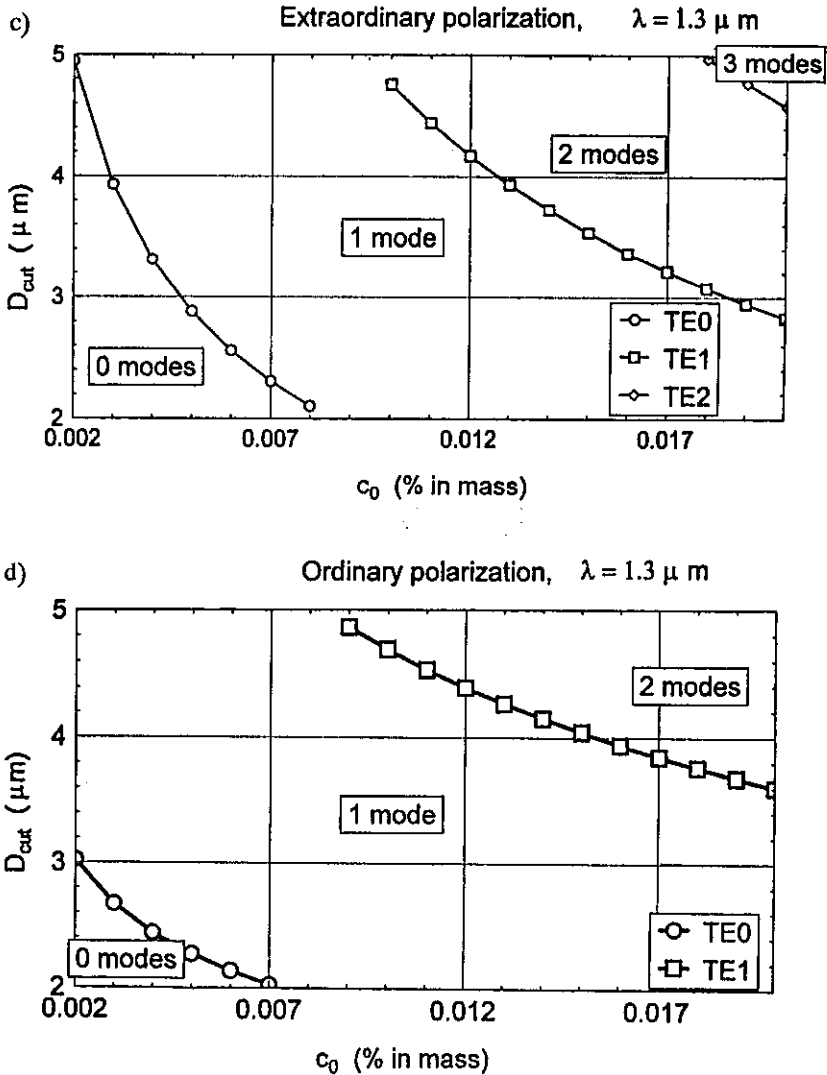 c) Extraordinary polarization, λ = 1.3 μ m
5
3 modes
2 modes
4
1 mode
D_cut ( μ m)
3
TE0
0 modes
TE1
TE2
2
0.002 0.007 0.012 0.017
c₀ (% in mass)
d) Ordinary polarization, λ = 1.3 μ m
5
2 modes
4
1 mode
D_cut ( μm)
3
TE0
0 modes
TE1
2
0.002 0.007 0.012 0.017
c₀ (% in mass)